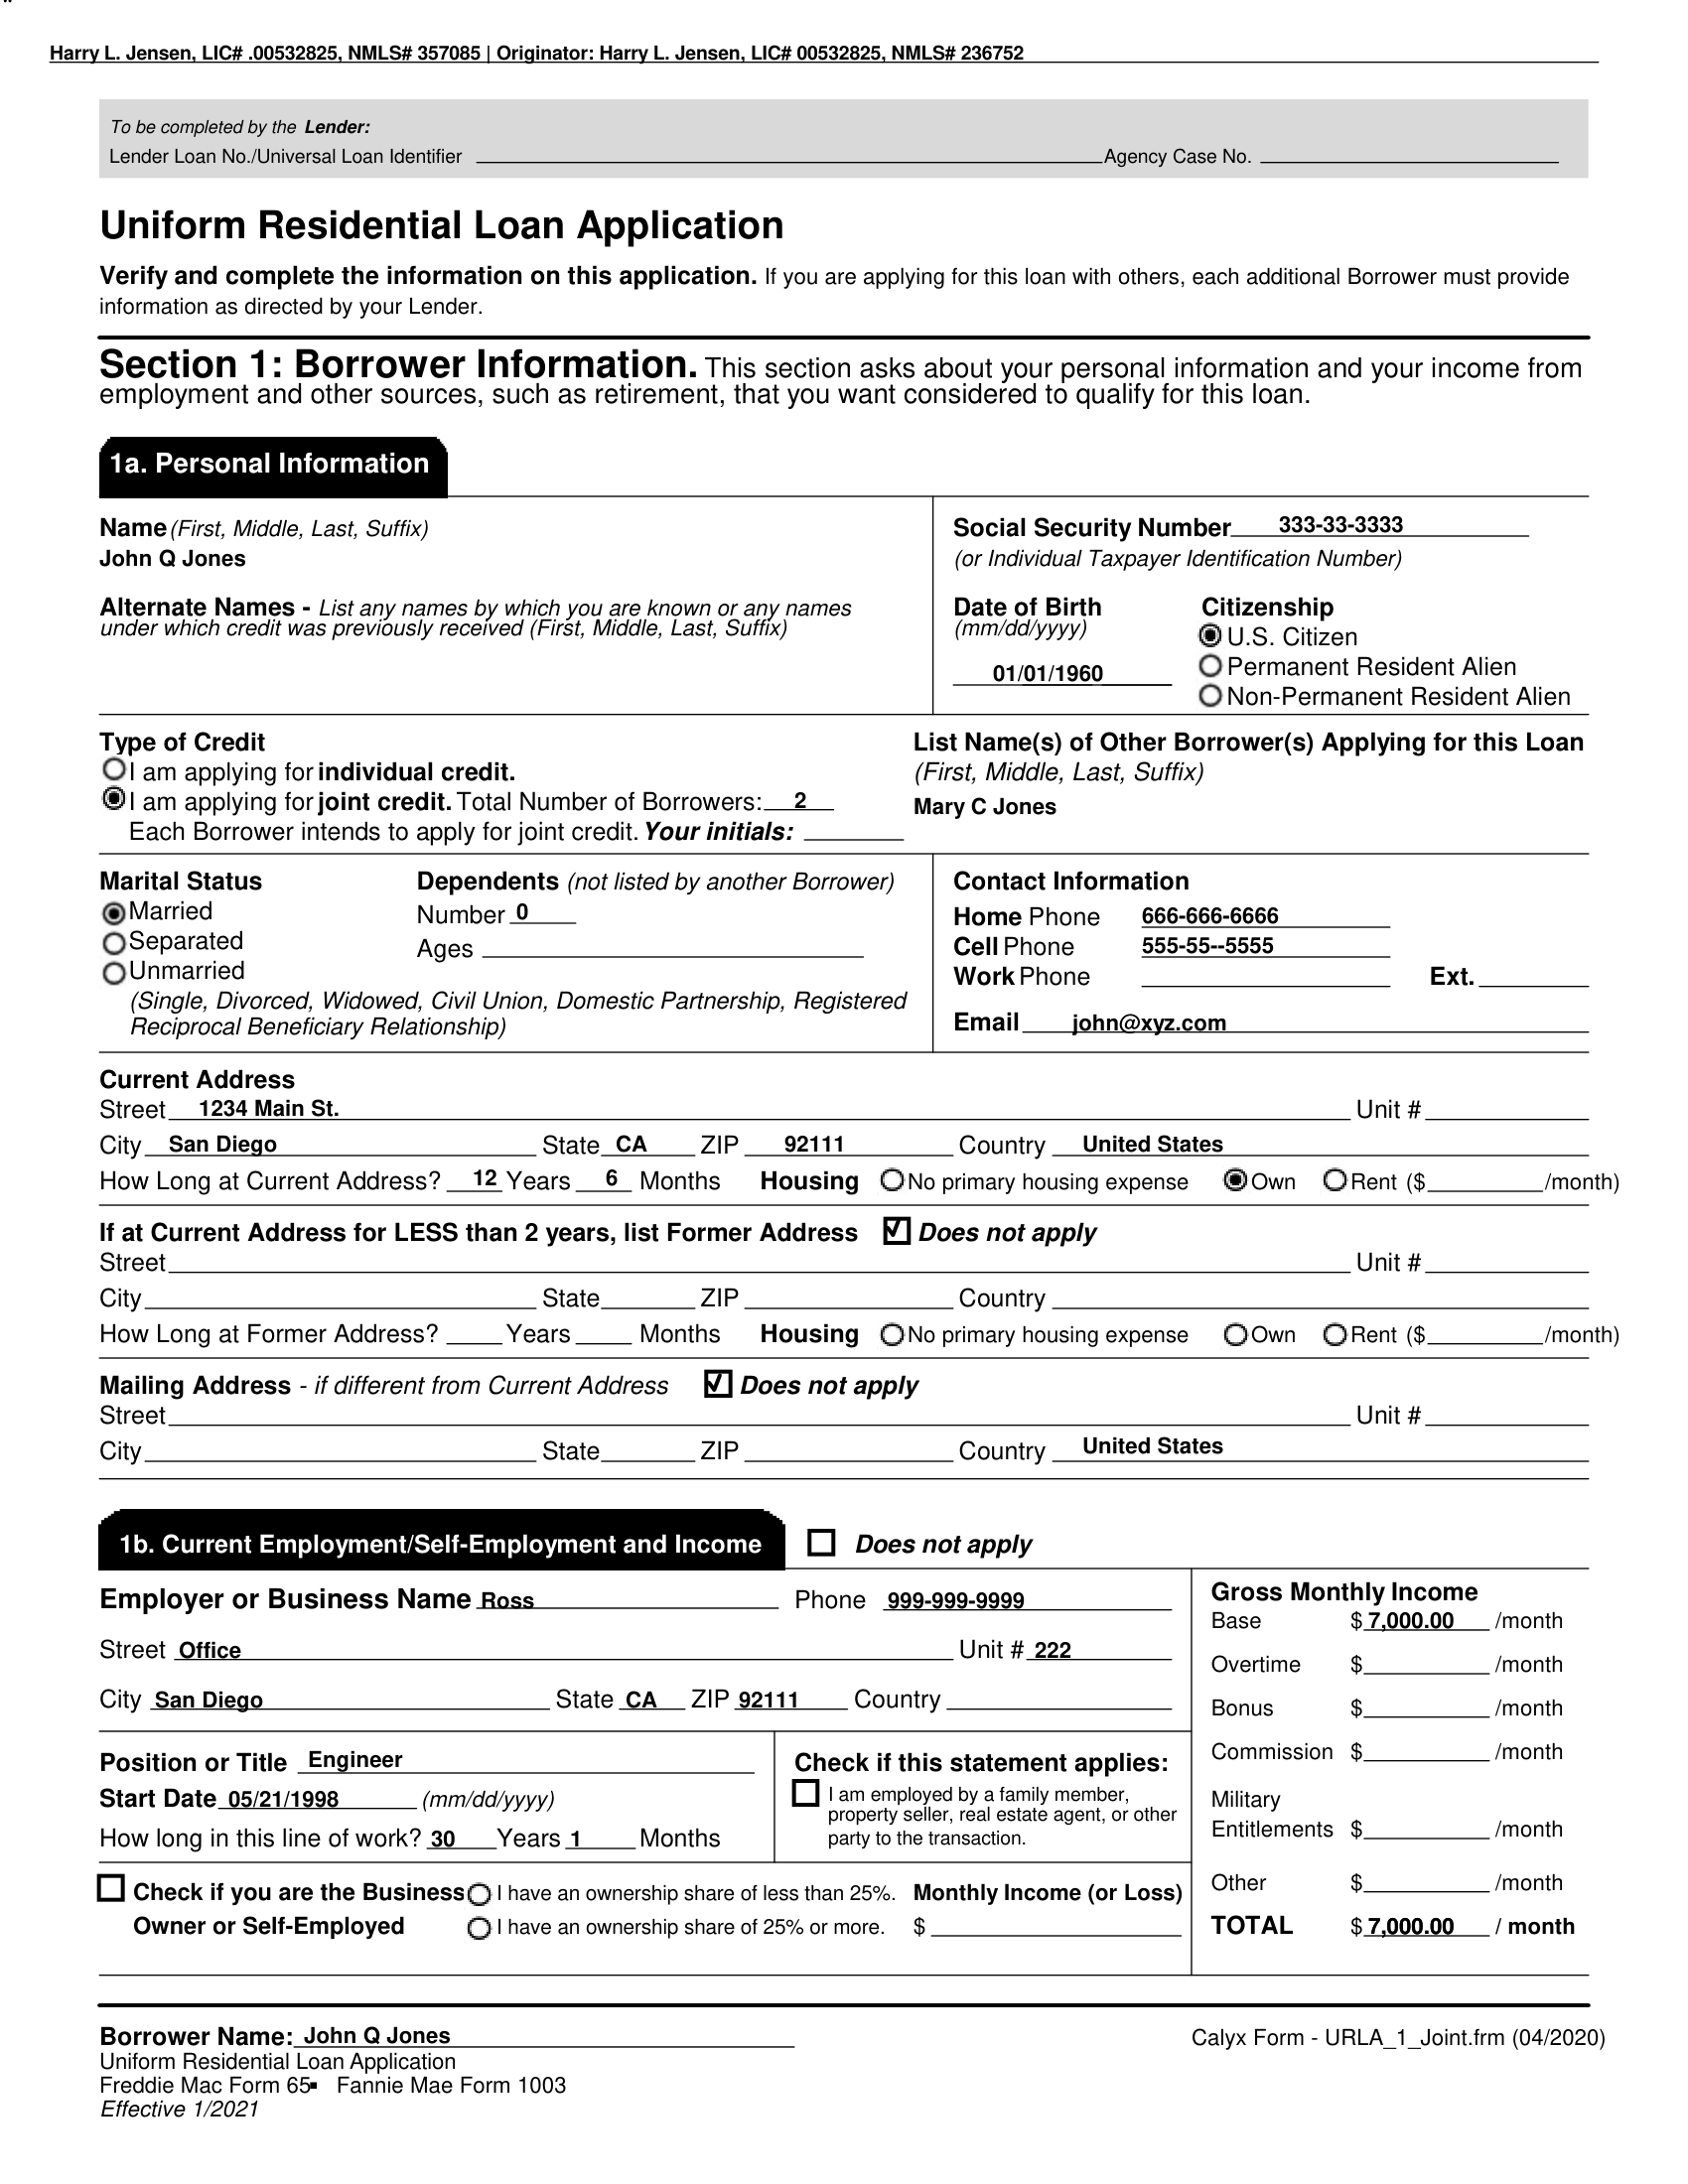 Harry L. Jensen, LIC# .00532825, NMLS# 357085 | Originator: Harry L. Jensen, LIC# 00532825, NMLS# 236752
To be completed by the Lender:
Lender Loan No./Universal Loan Identifier Agency Case No.
Uniform Residential Loan Application
Verify and complete the information on this application. If you are applying for this loan with others, each additional Borrower must provide
information as directed by your Lender.
Section 1: Borrower Information. This section asks about your personal information and your income from
employment and other sources, such as retirement, that you want considered to qualify for this loan.
1a. Personal Information
Name (First, Middle, Last, Suffix)
John Q Jones
Alternate Names - List any names by which you are known or any names
under which credit was previously received (First, Middle, Last, Suffix)
Social Security Number 333-33-3333
(or Individual Taxpayer Identification Number)
Date of Birth
(mm/dd/yyyy)
01/01/1960
Citizenship
U.S. Citizen
Permanent Resident Alien
Non-Permanent Resident Alien
Type of Credit
I am applying for individual credit.
I am applying for joint credit. Total Number of Borrowers: 2
Each Borrower intends to apply for joint credit. Your initials:
List Name(s) of Other Borrower(s) Applying for this Loan
(First, Middle, Last, Suffix)
Mary C Jones
Marital Status
Married
Separated
Unmarried
(Single, Divorced, Widowed, Civil Union, Domestic Partnership, Registered
Reciprocal Beneficiary Relationship)
Dependents (not listed by another Borrower)
Number 0
Ages
Contact Information
Home Phone 666-666-6666
Cell Phone 555-55--5555
Work Phone Ext.
Email john@xyz.com
Current Address
Street 1234 Main St. Unit #
City San Diego State CA ZIP 92111 Country United States
How Long at Current Address? 12 Years 6 Months Housing No primary housing expense Own Rent ($ /month)
If at Current Address for LESS than 2 years, list Former Address Does not apply
Street Unit #
City State ZIP Country
How Long at Former Address? Years Months Housing No primary housing expense Own Rent ($ /month)
Mailing Address - if different from Current Address Does not apply
Street Unit #
City State ZIP Country United States
1b. Current Employment/Self-Employment and Income Does not apply
Employer or Business Name Ross Phone 999-999-9999
Street Office Unit # 222
City San Diego State CA ZIP 92111 Country
Position or Title Engineer
Start Date 05/21/1998 (mm/dd/yyyy)
How long in this line of work? 30 Years 1 Months
Check if this statement applies:
I am employed by a family member,
property seller, real estate agent, or other
party to the transaction.
Check if you are the Business I have an ownership share of less than 25%. Monthly Income (or Loss)
Owner or Self-Employed I have an ownership share of 25% or more. $
Gross Monthly Income
Base $ 7,000.00 /month
Overtime $ /month
Bonus $ /month
Commission $ /month
Military
Entitlements $ /month
Other $ /month
TOTAL $ 7,000.00 / month
Borrower Name: John Q Jones
Uniform Residential Loan Application
Freddie Mac Form 65▪ Fannie Mae Form 1003
Effective 1/2021
Calyx Form - URLA_1_Joint.frm (04/2020)